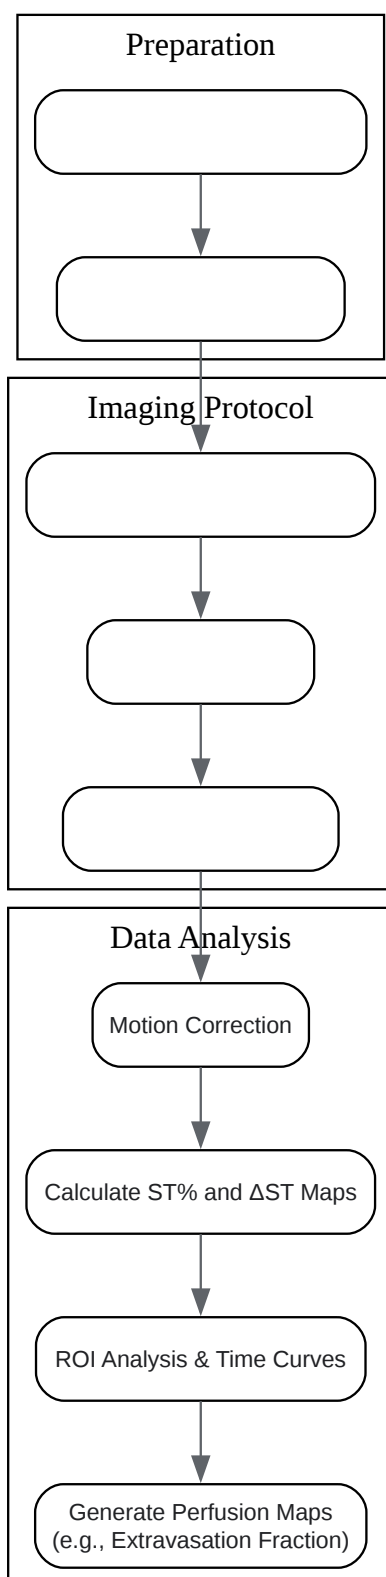 Preparation
Imaging Protocol
Data Analysis
Motion Correction
Calculate ST% and ΔST Maps
ROI Analysis & Time Curves
Generate Perfusion Maps
(e.g., Extravasation Fraction)